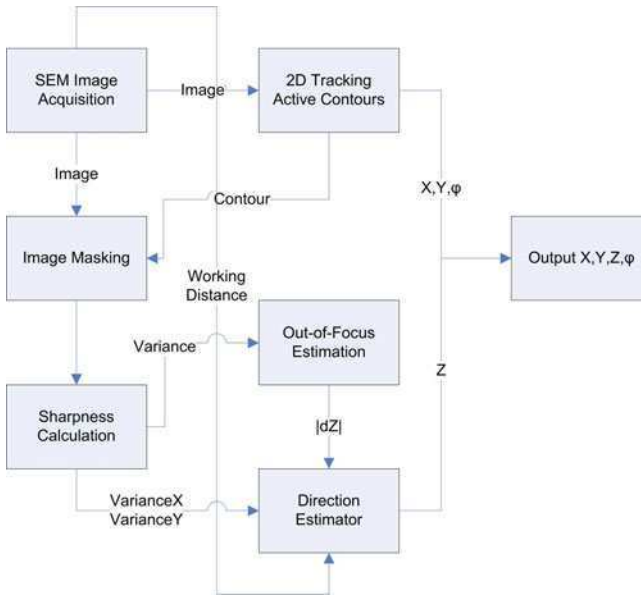 SEM Image
Acquisition
Image
2D Tracking
Active Contours
Image
X,Y,φ
Contour
Image Masking
Output X,Y,Z,φ
Working
Distance
Variance
Out-of-Focus
Estimation
Z
Sharpness
Calculation
|dZ|
VarianceX
VarianceY
Direction
Estimator